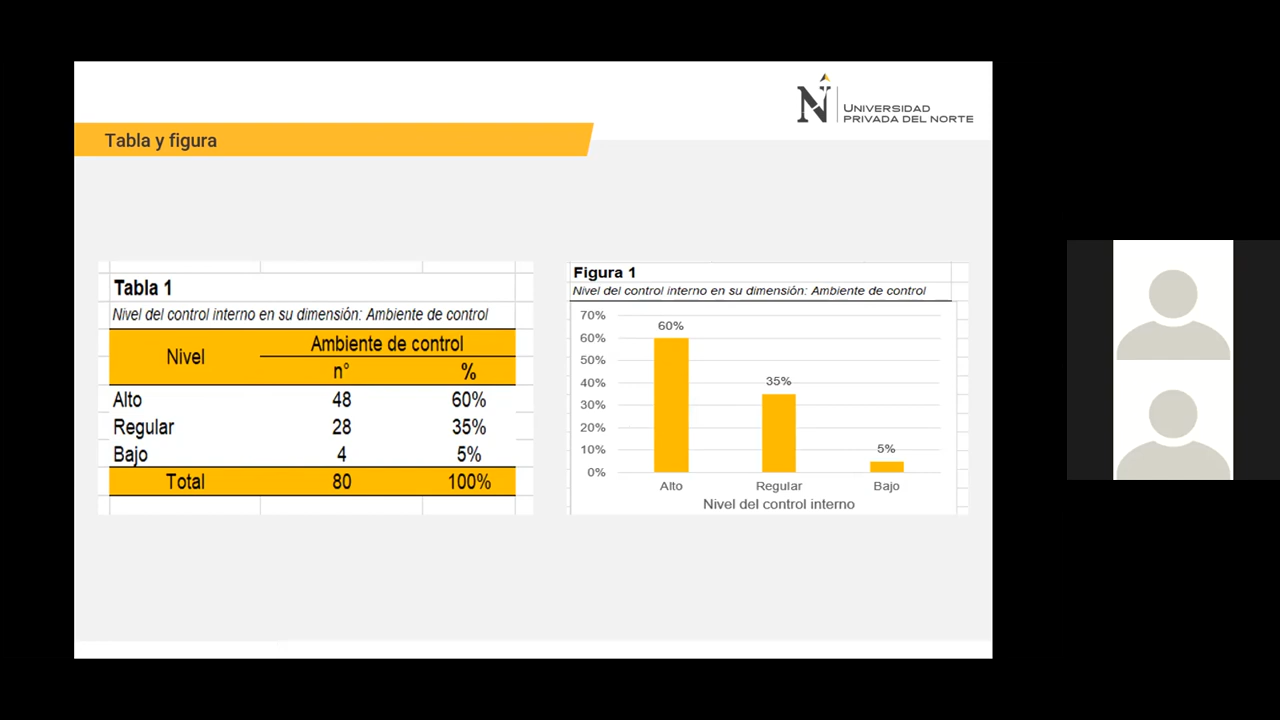 UNIVERSIDAD
PRIVADA DEL NORTE
Tabla y figura
Tabla 1
Nivel del control interno en su dimensión: Ambiente de control
Nivel
Ambiente de control
n° %
Alto 48 60%
Regular 28 35%
Bajo 4 5%
Total 80 100%
Figura 1
Nivel del control interno en su dimensión: Ambiente de control
70%
60%
50%
40%
30%
20%
10%
0%
60%
35%
5%
Alto Regular Bajo
Nivel del control interno